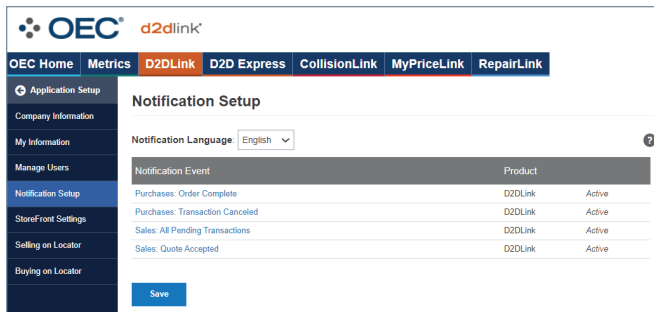 OEC d2dlink
OEC Home Metrics D2DLink D2D Express CollisionLink MyPriceLink RepairLink
Application Setup
Company Information
My Information
Manage Users
Notification Setup
StoreFront Settings
Selling on Locator
Buying on Locator
Notification Setup
Notification Language: English ?
Notification Event Product
Purchases: Order Complete D2DLink Active
Purchases: Transaction Canceled D2DLink Active
Sales: All Pending Transactions D2DLink Active
Sales: Quote Accepted D2DLink Active
Save